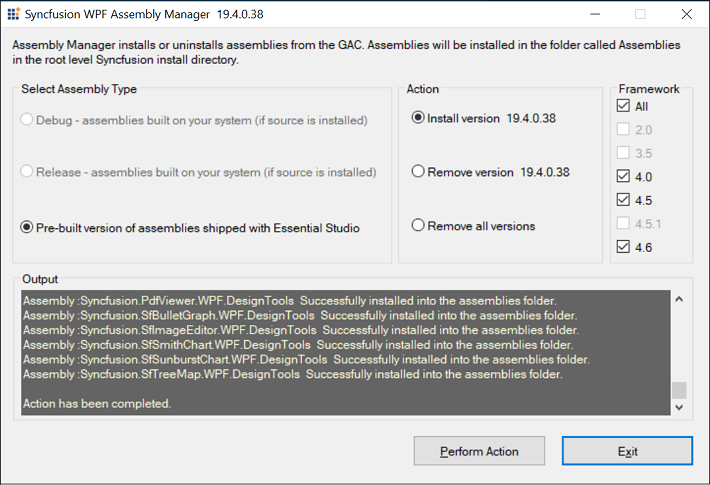 Syncfusion WPF Assembly Manager 19.4.0.38
Assembly Manager installs or uninstalls assemblies from the GAC. Assemblies will be installed in the folder called Assemblies
in the root level Syncfusion install directory.
Select Assembly Type
Debug - assemblies built on your system (if source is installed)
Release - assemblies built on your system (if source is installed)
Pre-built version of assemblies shipped with Essential Studio
Action
Install version 19.4.0.38
Remove version 19.4.0.38
Remove all versions
Framework
All
2.0
3.5
4.0
4.5
4.5.1
4.6
Output
Assembly :Syncfusion.PdfViewer.WPF.DesignTools Successfully installed into the assemblies folder.
Assembly :Syncfusion.SfBulletGraph.WPF.DesignTools Successfully installed into the assemblies folder.
Assembly :Syncfusion.SfImageEditor.WPF.DesignTools Successfully installed into the assemblies folder.
Assembly :Syncfusion.SfSmithChart.WPF.DesignTools Successfully installed into the assemblies folder.
Assembly :Syncfusion.SfSunburstChart.WPF.DesignTools Successfully installed into the assemblies folder.
Assembly :Syncfusion.SfTreeMap.WPF.DesignTools Successfully installed into the assemblies folder.
Action has been completed.
Perform Action
Exit